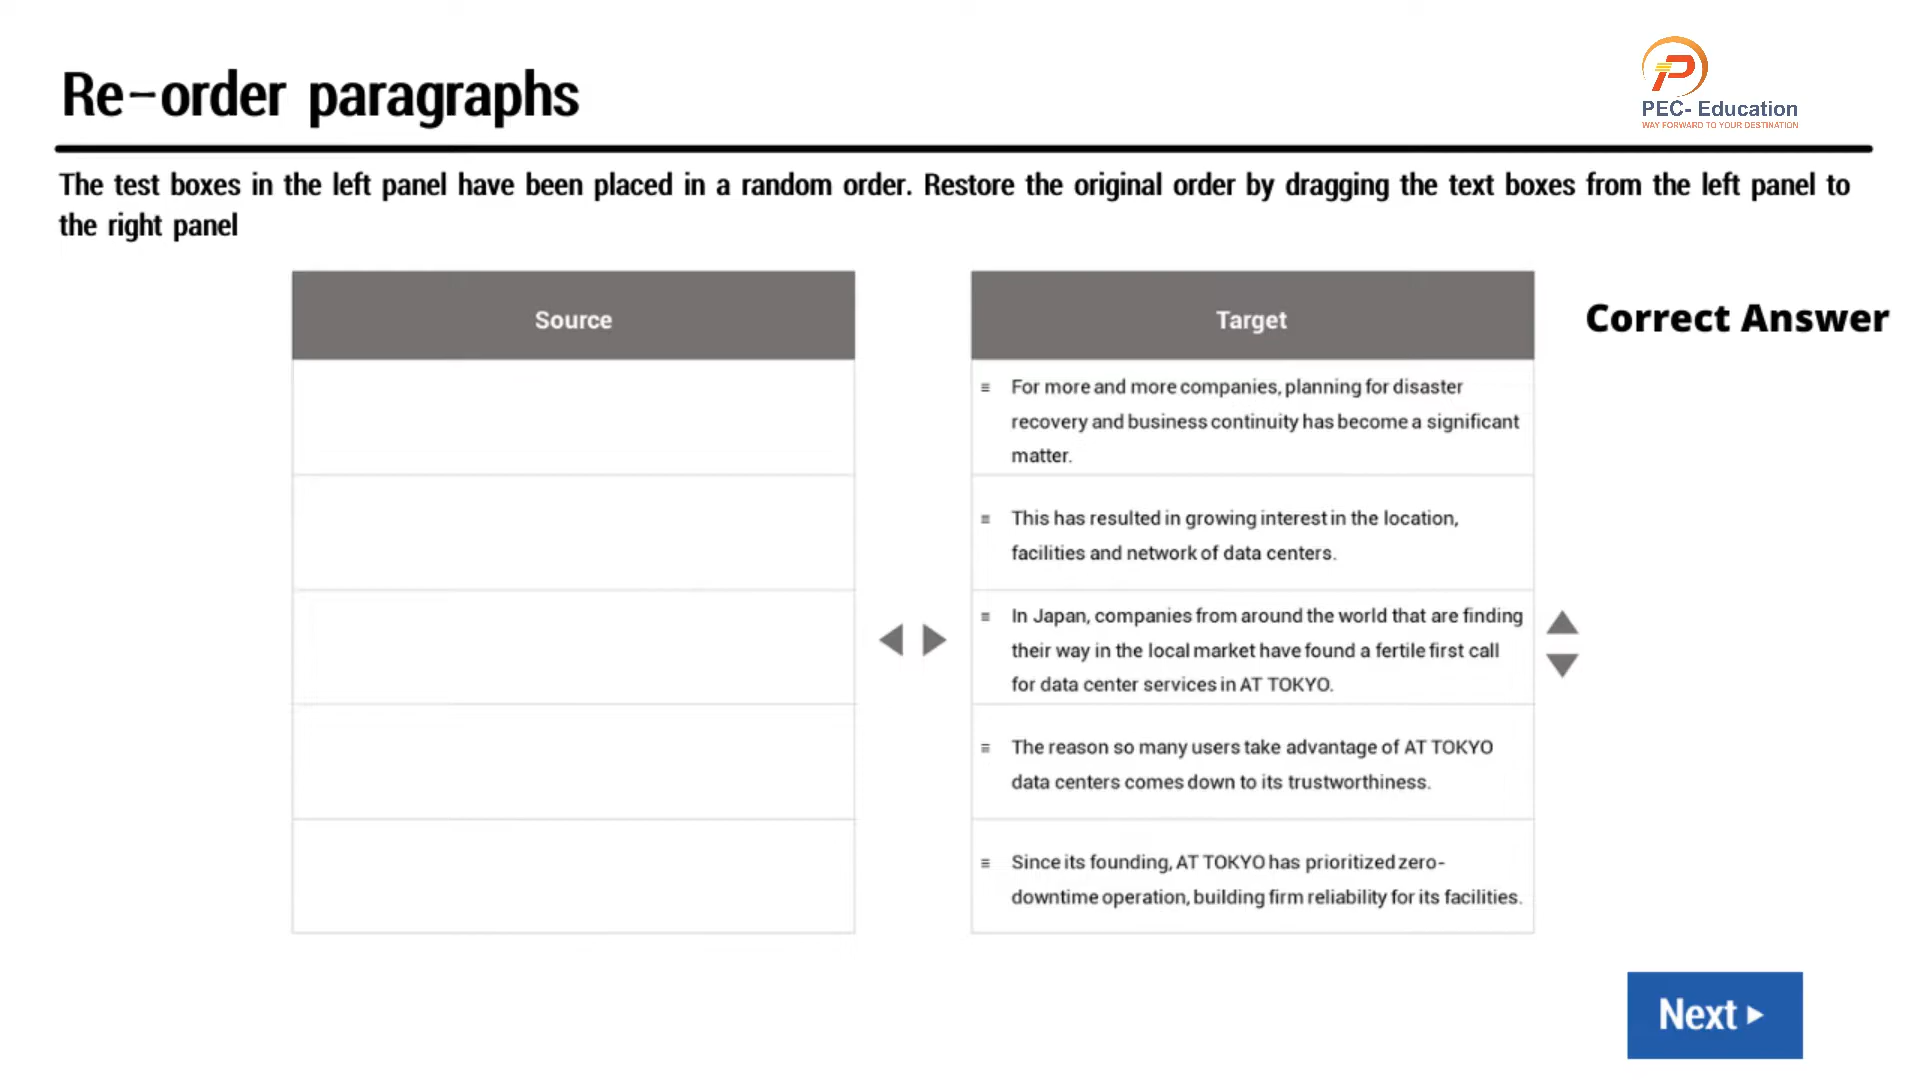 Re-order paragraphs
PEC- Education
WAY FORWARD TO YOUR DESTINATION
The test boxes in the left panel have been placed in a random order. Restore the original order by dragging the text boxes from the left panel to
the right panel
Source
Target
Correct Answer
For more and more companies, planning for disaster
recovery and business continuity has become a significant
matter.
This has resulted in growing interest in the location,
facilities and network of data centers.
In Japan, companies from around the world that are finding
their way in the local market have found a fertile first call
for data center services in AT TOKYO.
The reason so many users take advantage of AT TOKYO
data centers comes down to its trustworthiness.
Since its founding, AT TOKYO has prioritized zero-
downtime operation, building firm reliability for its facilities.
Next